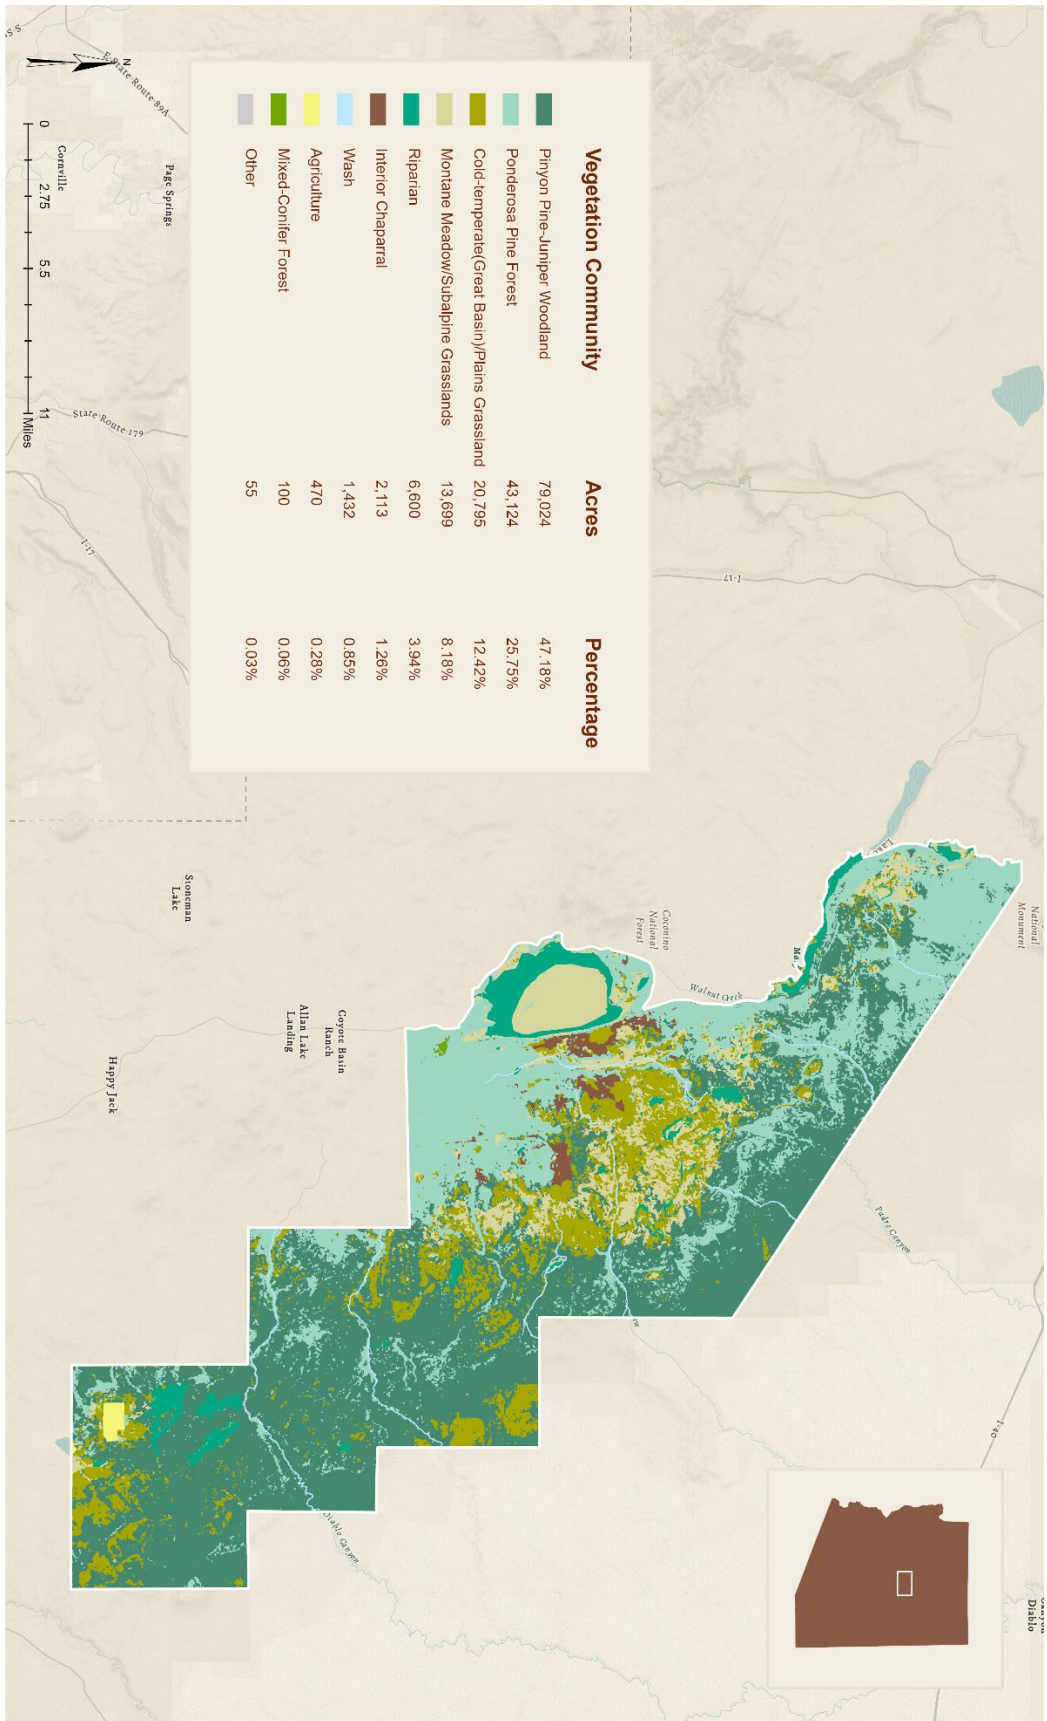 Vegetation Community Acres Percentage
Pinyon Pine-Juniper Woodland 79,024 47.18%
Ponderosa Pine Forest 43,124 25.75%
Cold-temperate(Great Basin)/Plains Grassland 20,795 12.42%
Montane Meadow/Subalpine Grasslands 13,699 8.18%
Riparian 6,600 3.94%
Interior Chaparral 2,113 1.26%
Wash 1,432 0.85%
Agriculture 470 0.28%
Mixed-Conifer Forest 100 0.06%
Other 55 0.03%
N
0 2.75 5.5 11
Miles
E State Route 89A
Page Springs
Cornville
State Route 179
I-17
I-17
I-40
National
Monument
Coconino
National
Forest
Walnut Creek
Padre Canyon
Diablo Canyon
Canyon
Diablo
Stoneman
Lake
Coyote Basin
Ranch
Allan Lake
Landing
Happy Jack